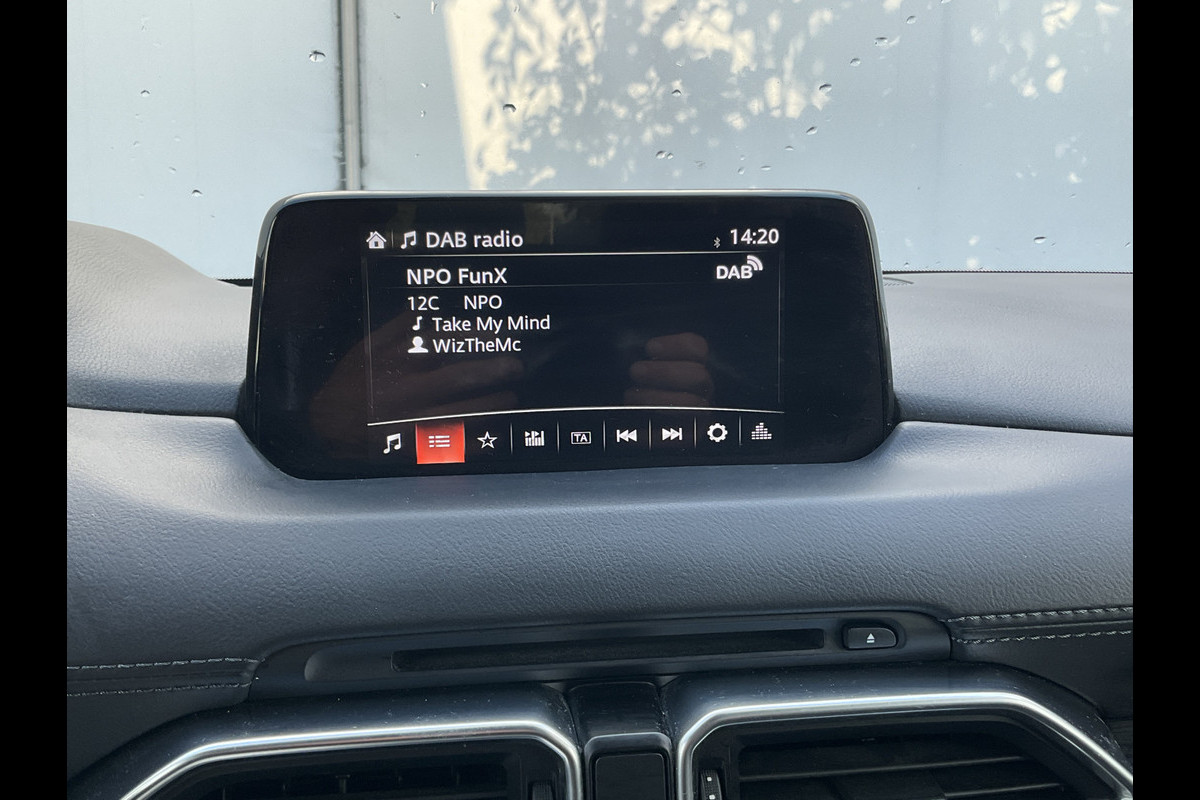 DAB radio 14:20
NPO FunX DAB
12C NPO
Take My Mind
WizTheMc
TA